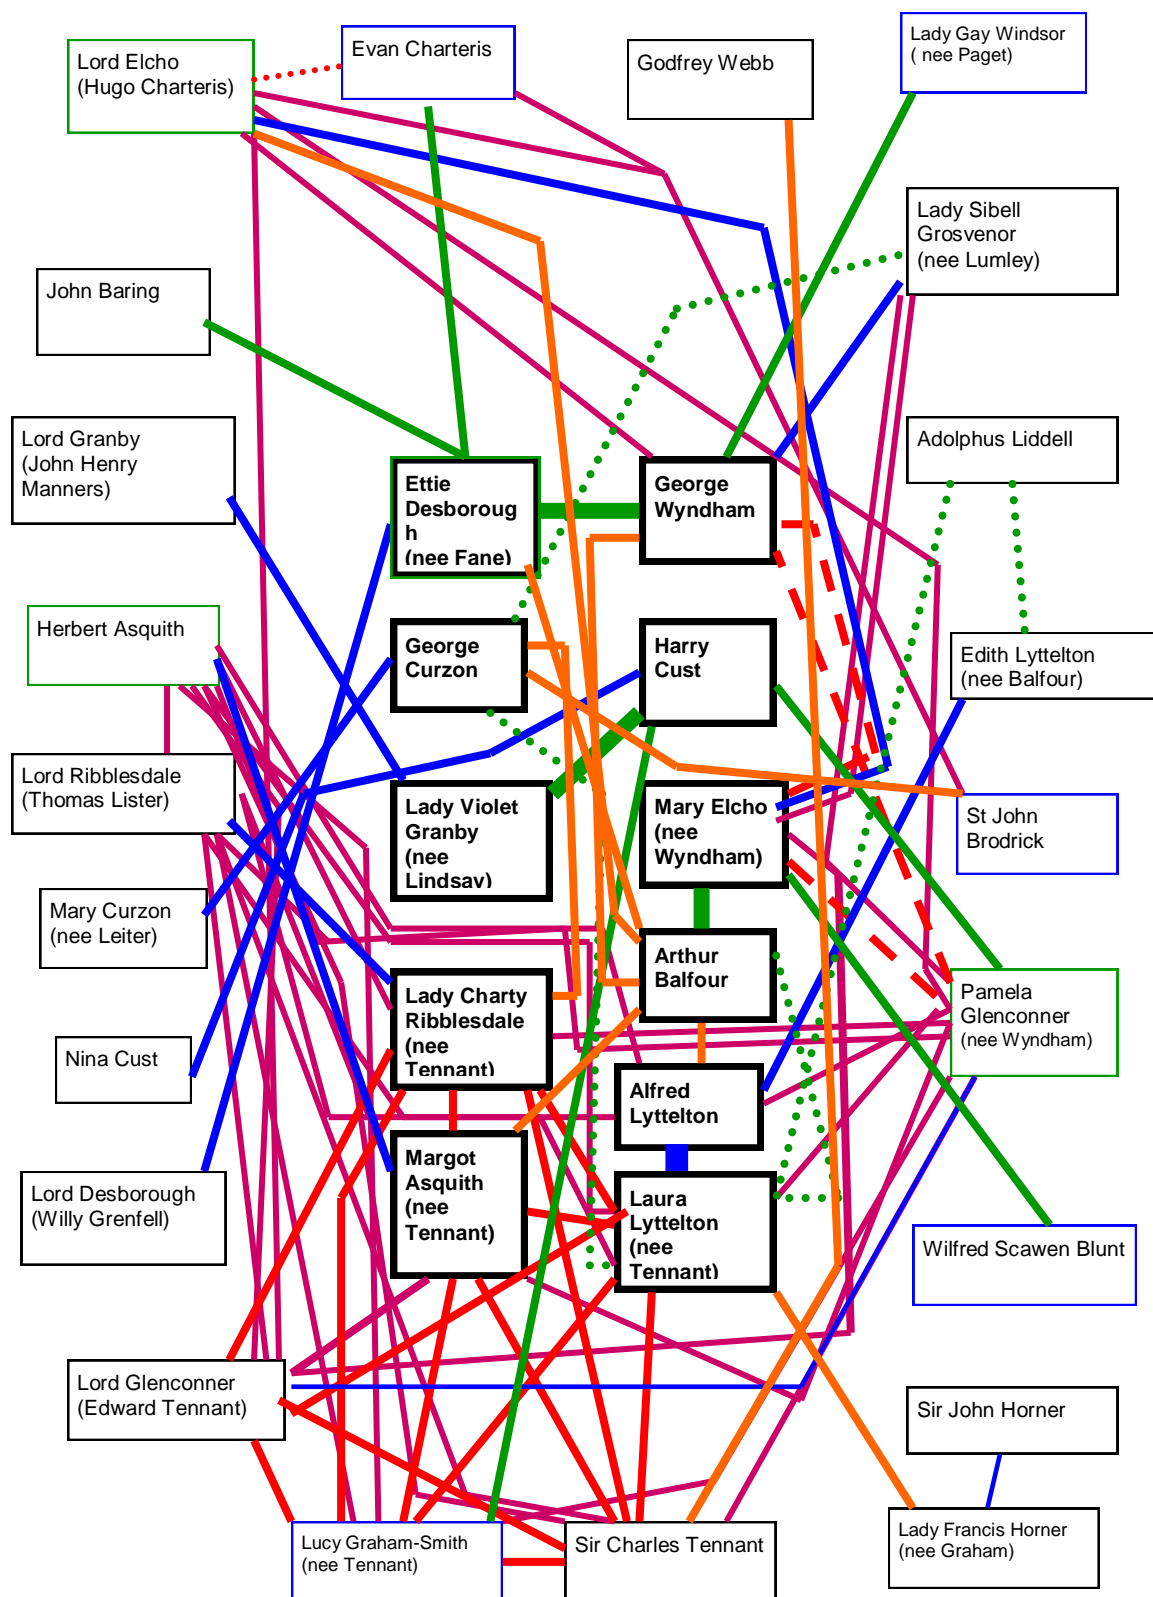 Lord Elcho
(Hugo Charteris)
Evan Charteris
Godfrey Webb
Lady Gay Windsor
( nee Paget)
Lady Sibell
Grosvenor
(nee Lumley)
John Baring
Lord Granby
(John Henry
Manners)
Ettie
Desboroug
h
(nee Fane)
George
Wyndham
Adolphus Liddell
Herbert Asquith
George
Curzon
Harry
Cust
Edith Lyttelton
(nee Balfour)
Lord Ribblesdale
(Thomas Lister)
Lady Violet
Granby
(nee
Lindsay)
Mary Elcho
(nee
Wyndham)
St John
Brodrick
Mary Curzon
(nee Leiter)
Arthur
Balfour
Lady Charty
Ribblesdale
(nee
Tennant)
Pamela
Glenconner
(nee Wyndham)
Nina Cust
Alfred
Lyttelton
Margot
Asquith
(nee
Tennant)
Laura
Lyttelton
(nee
Tennant)
Lord Desborough
(Willy Grenfell)
Wilfred Scawen Blunt
Lord Glenconner
(Edward Tennant)
Sir John Horner
Lucy Graham-Smith
(nee Tennant)
Sir Charles Tennant
Lady Francis Horner
(nee Graham)